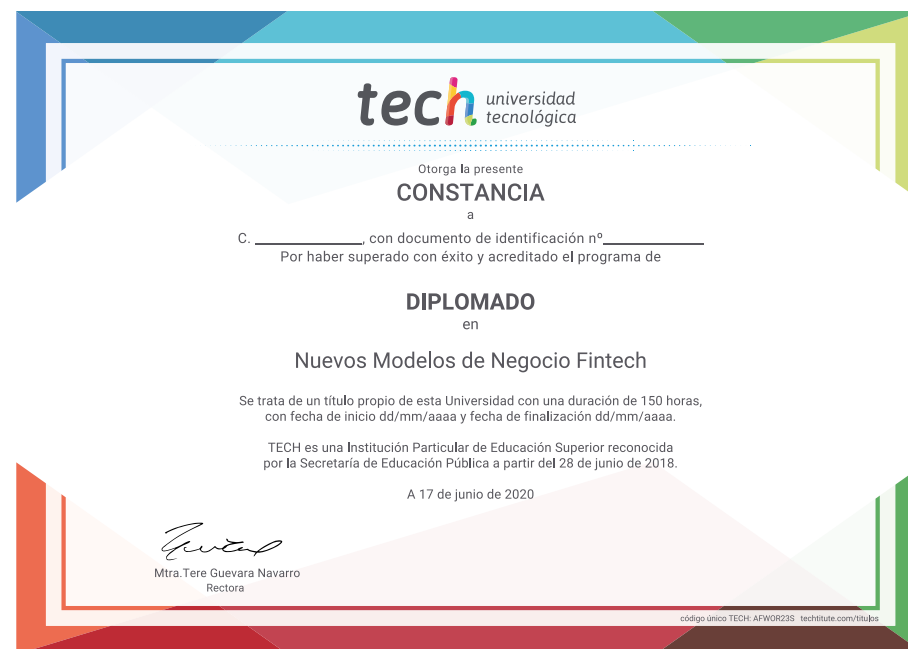 tech universidad
tecnológica
Otorga la presente
CONSTANCIA
a
C. ______________, con documento de identificación nº_____________
Por haber superado con éxito y acreditado el programa de
DIPLOMADO
en
Nuevos Modelos de Negocio Fintech
Se trata de un título propio de esta Universidad con una duración de 150 horas,
con fecha de inicio dd/mm/aaaa y fecha de finalización dd/mm/aaaa.
TECH es una Institución Particular de Educación Superior reconocida
por la Secretaría de Educación Pública a partir del 28 de junio de 2018.
A 17 de junio de 2020
Mtra.Tere Guevara Navarro
Rectora
código único TECH: AFWOR23S techtitute.com/titulos